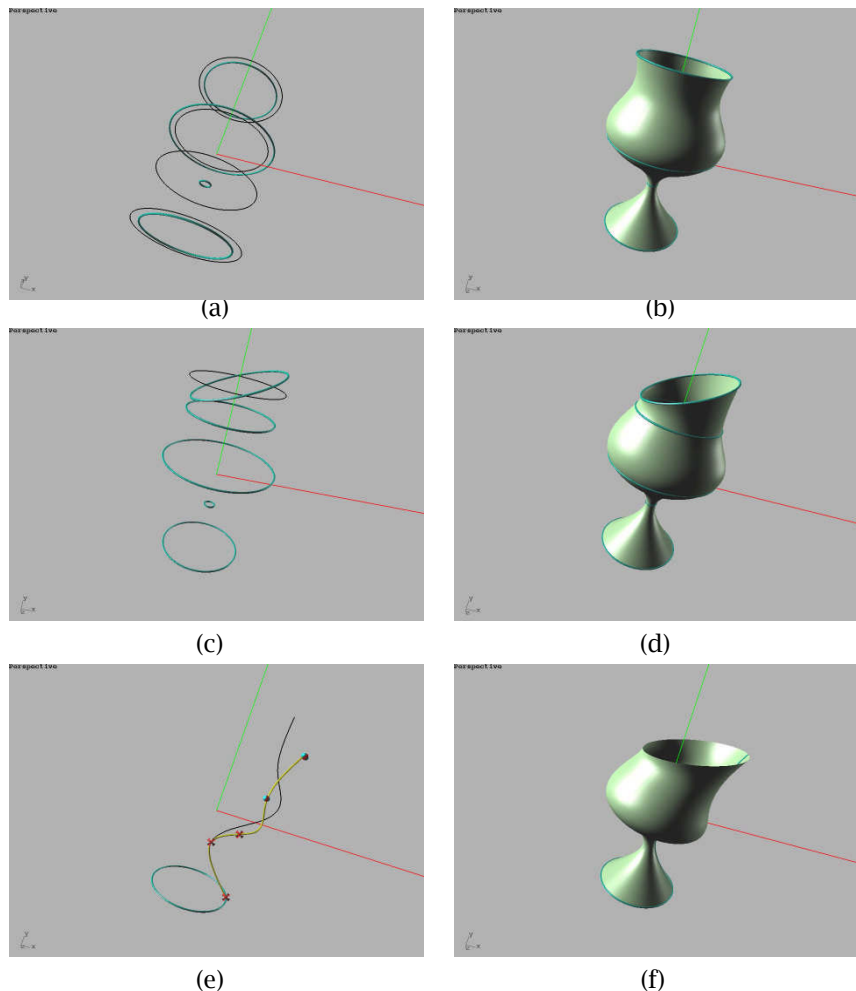 Perspective
Perspective
y
x
y
x
(a)
(b)
Perspective
Perspective
y
x
y
x
(c)
(d)
Perspective
Perspective
y
x
y
x
(e)
(f)